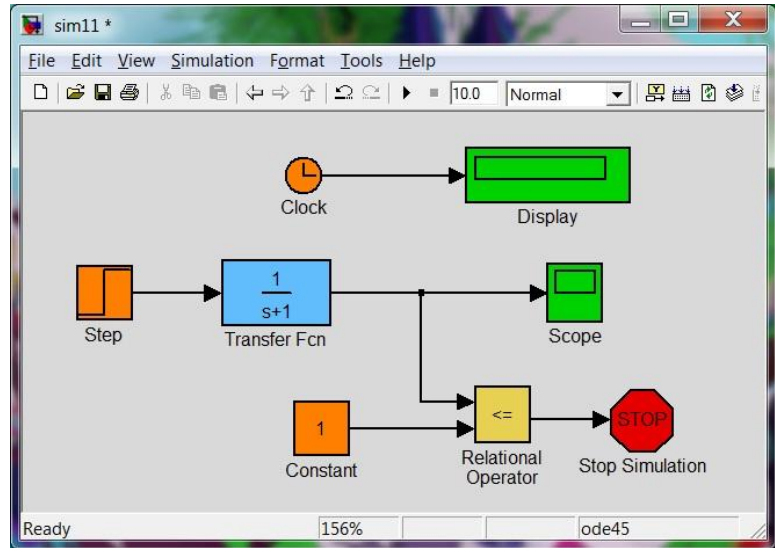 sim11 *
File Edit View Simulation Format Tools Help
10.0 Normal
Clock
Display
1
s+1
Step
Transfer Fcn
Scope
1
<=
STOP
Constant
Relational
Operator
Stop Simulation
Ready 156% ode45